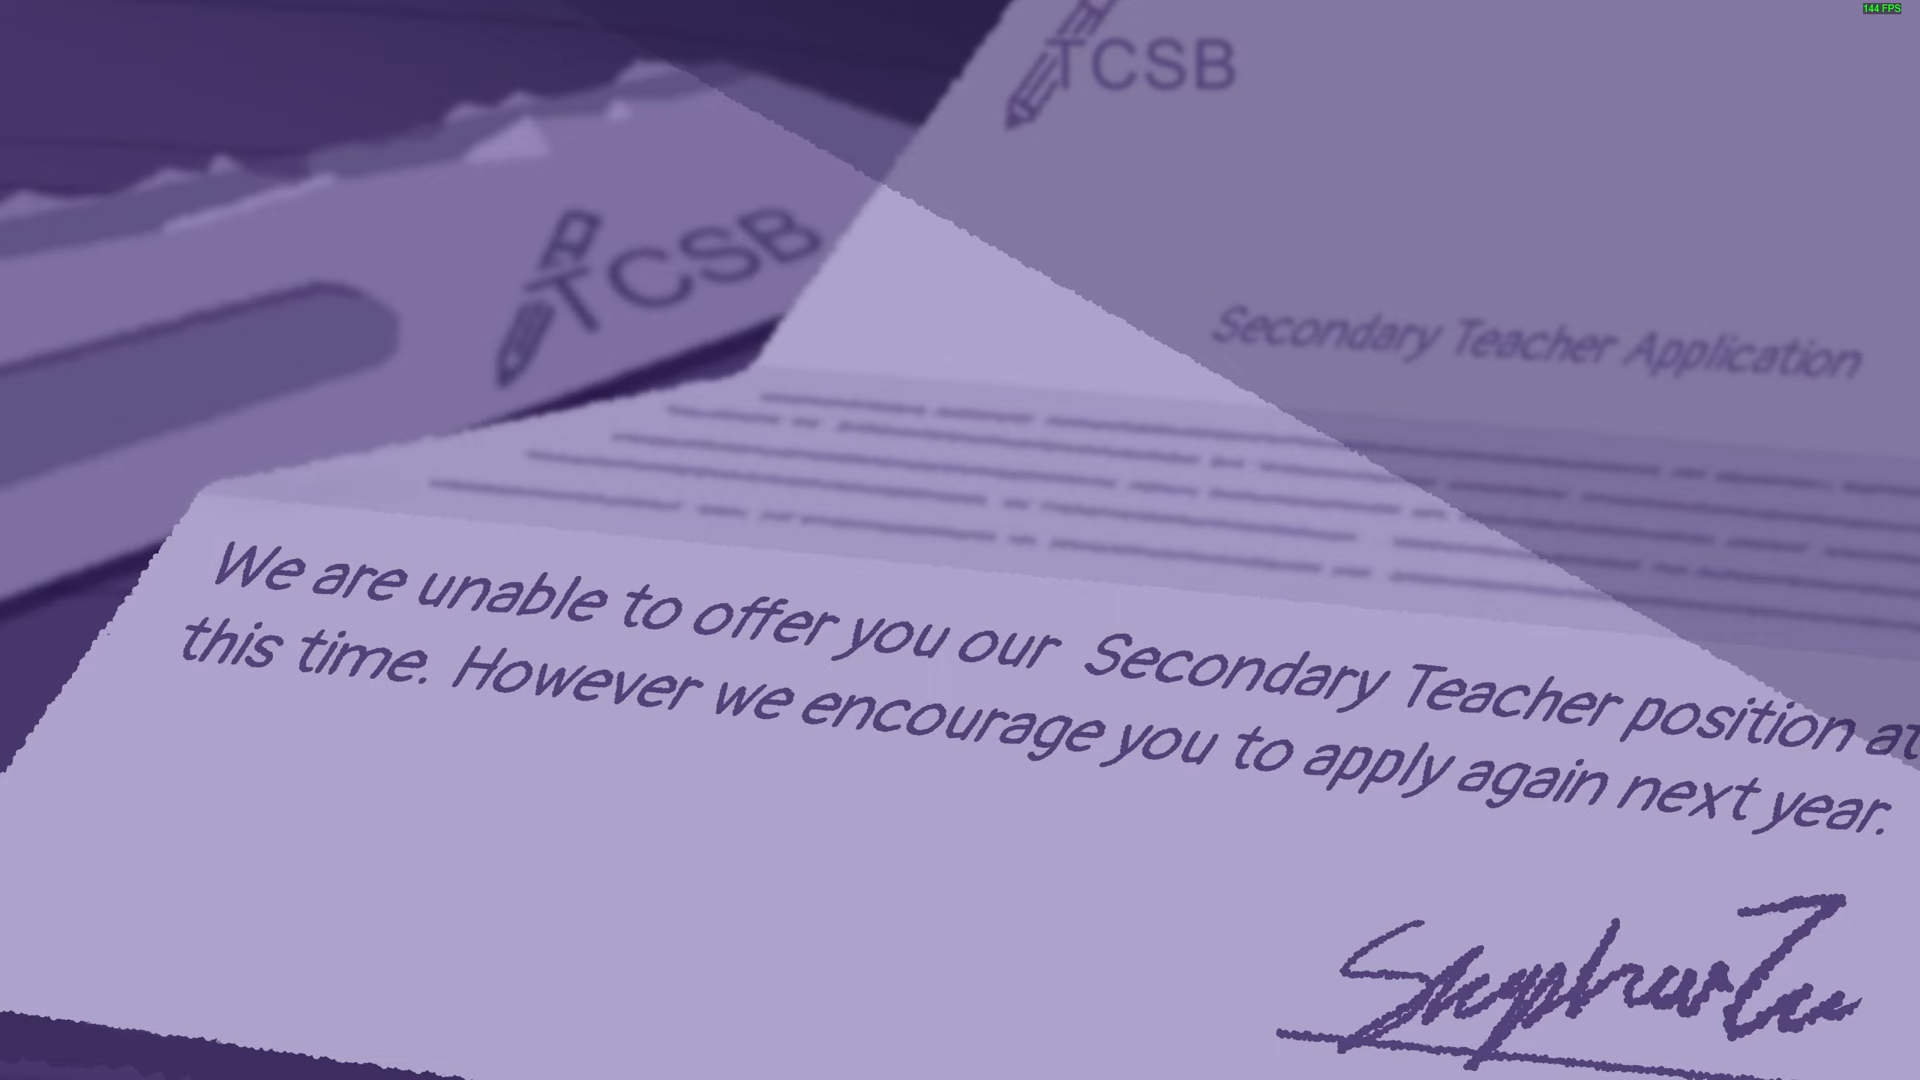 144 FPS
TCSB
TCSB
Secondary Teacher Application
We are unable to offer you our Secondary Teacher position at
this time. However we encourage you to apply again next year.